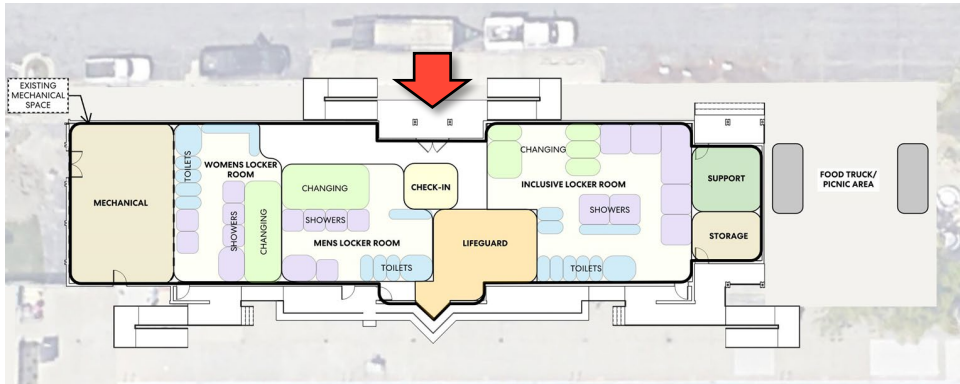 EXISTING
MECHANICAL
SPACE
MECHANICAL
TOILETS
WOMENS LOCKER
ROOM
SHOWERS
CHANGING
CHANGING
SHOWERS
MENS LOCKER ROOM
TOILETS
CHECK-IN
LIFEGUARD
CHANGING
INCLUSIVE LOCKER ROOM
SHOWERS
TOILETS
SUPPORT
STORAGE
FOOD TRUCK/
PICNIC AREA